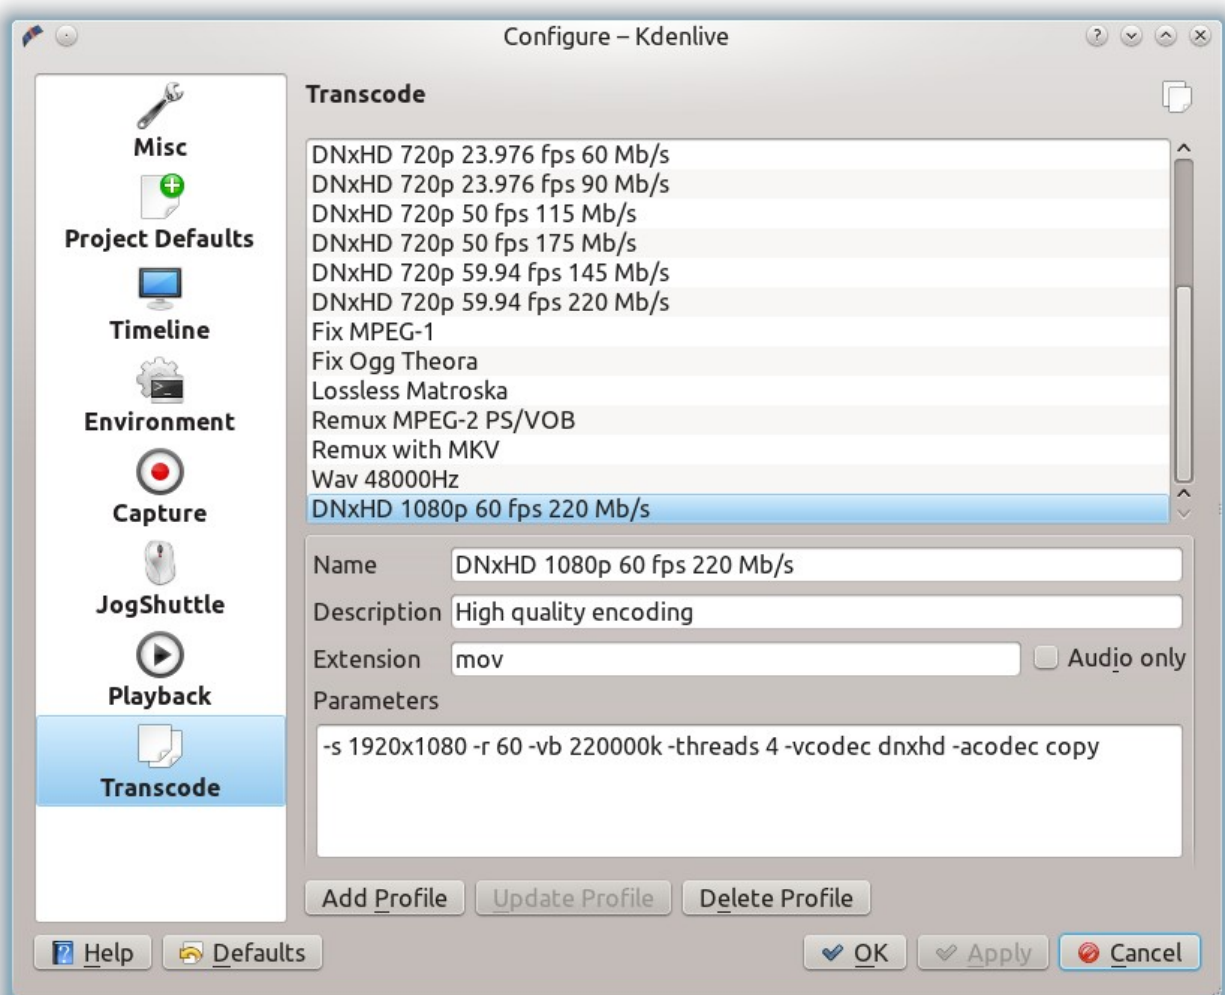 Configure – Kdenlive
Misc
Project Defaults
Timeline
Environment
Capture
JogShuttle
Playback
Transcode
Transcode
DNxHD 720p 23.976 fps 60 Mb/s
DNxHD 720p 23.976 fps 90 Mb/s
DNxHD 720p 50 fps 115 Mb/s
DNxHD 720p 50 fps 175 Mb/s
DNxHD 720p 59.94 fps 145 Mb/s
DNxHD 720p 59.94 fps 220 Mb/s
Fix MPEG-1
Fix Ogg Theora
Lossless Matroska
Remux MPEG-2 PS/VOB
Remux with MKV
Wav 48000Hz
DNxHD 1080p 60 fps 220 Mb/s
Name DNxHD 1080p 60 fps 220 Mb/s
Description High quality encoding
Extension mov Audio only
Parameters
-s 1920x1080 -r 60 -vb 220000k -threads 4 -vcodec dnxhd -acodec copy
Add Profile Update Profile Delete Profile
Help Defaults OK Apply Cancel